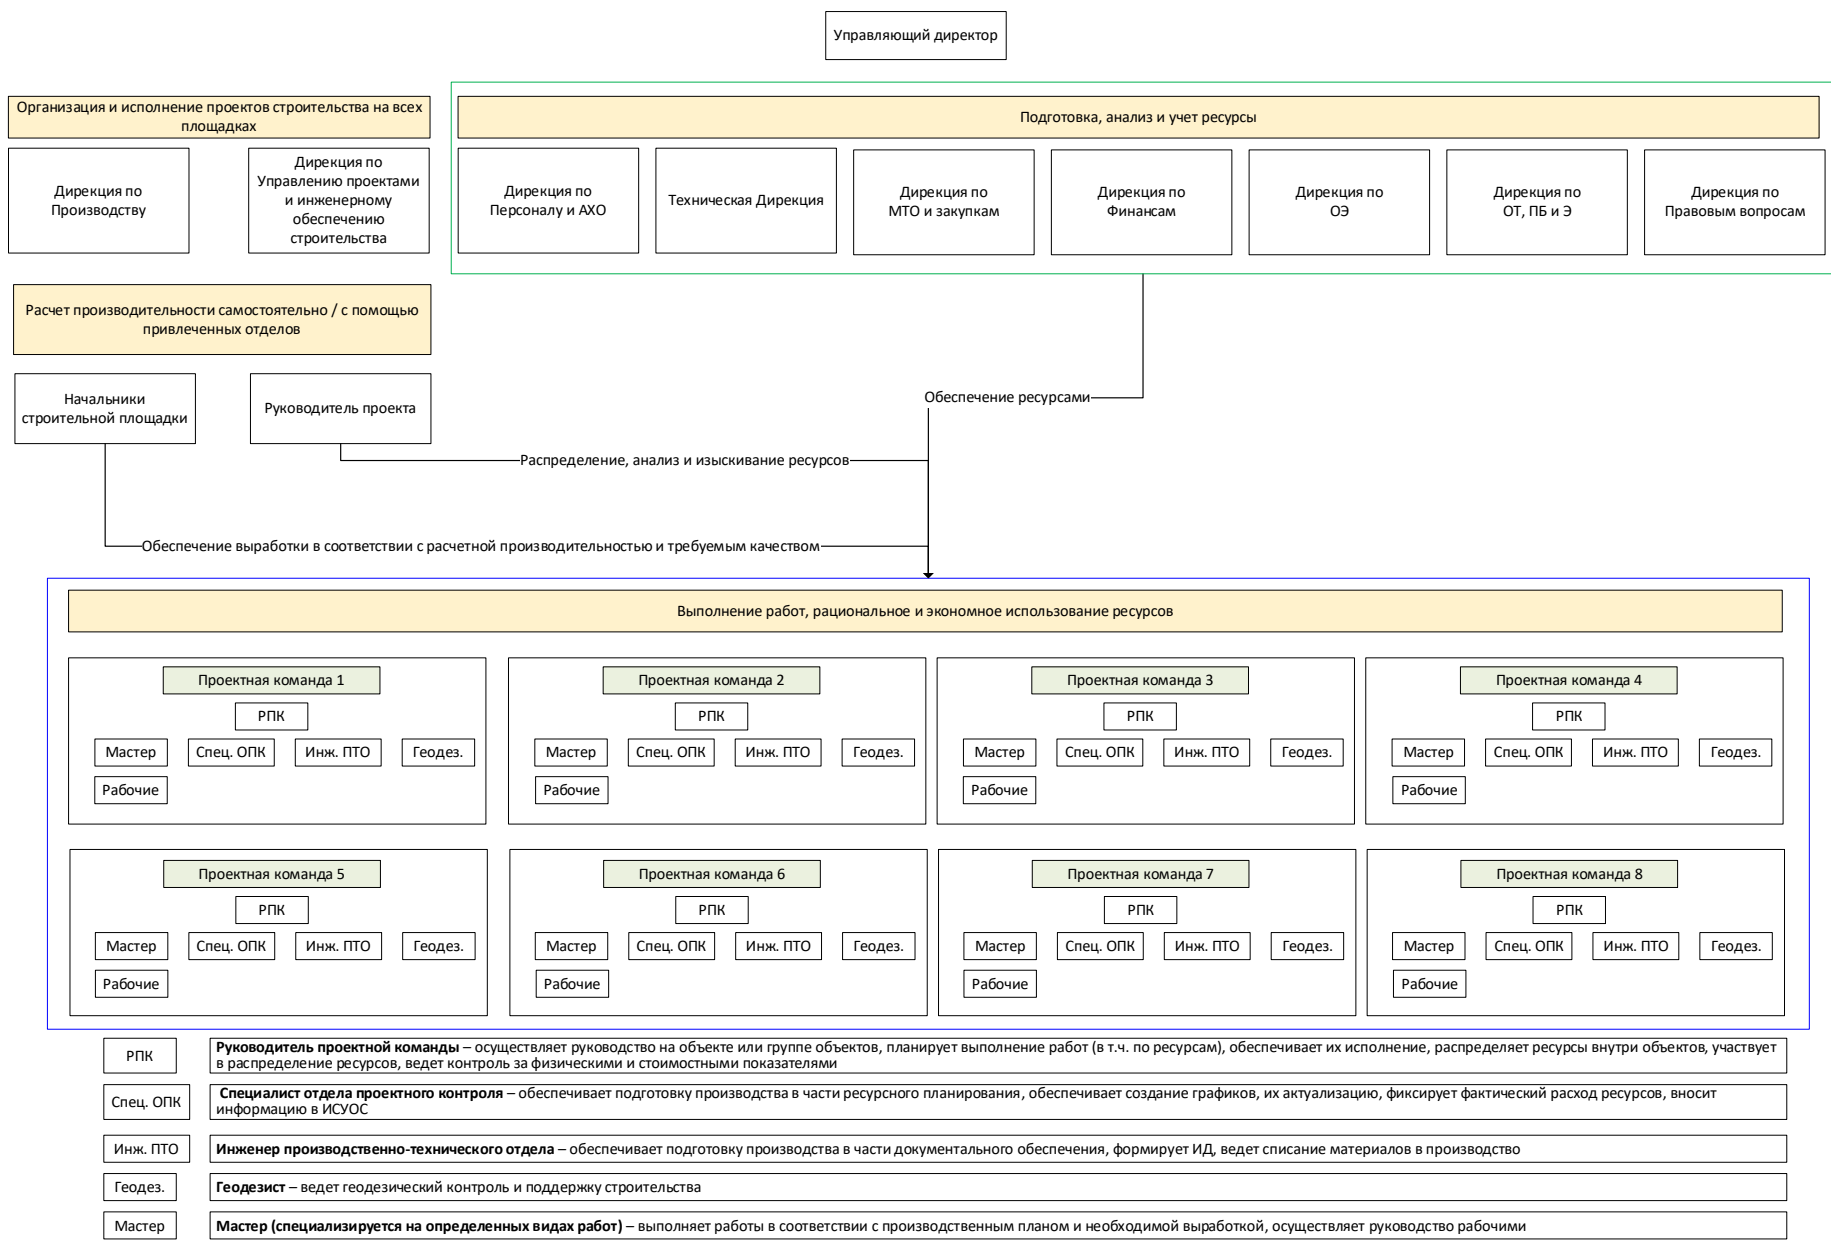 Управляющий директор
Организация и исполнение проектов строительства на всех
площадках
Подготовка, анализ и учет ресурсы
Дирекция по
Производству
Дирекция по
Управлению проектами
и инженерному
обеспечению
строительства
Дирекция по
Персоналу и АХО
Техническая Дирекция
Дирекция по
МТО и закупкам
Дирекция по
Финансам
Дирекция по
ОЭ
Дирекция по
ОТ, ПБ и Э
Дирекция по
Правовым вопросам
Расчет производительности самостоятельно / с помощью
привлеченных отделов
Начальники
строительной площадки
Руководитель проекта
Обеспечение ресурсами
Распределение, анализ и изыскивание ресурсов
Обеспечение выработки в соответствии с расчетной производительностью и требуемым качеством
Выполнение работ, рациональное и экономное использование ресурсов
Проектная команда 1
РПК
Мастер
Спец. ОПК
Инж. ПТО
Геодез.
Рабочие
Проектная команда 2
РПК
Мастер
Спец. ОПК
Инж. ПТО
Геодез.
Рабочие
Проектная команда 3
РПК
Мастер
Спец. ОПК
Инж. ПТО
Геодез.
Рабочие
Проектная команда 4
РПК
Мастер
Спец. ОПК
Инж. ПТО
Геодез.
Рабочие
Проектная команда 5
РПК
Мастер
Спец. ОПК
Инж. ПТО
Геодез.
Рабочие
Проектная команда 6
РПК
Мастер
Спец. ОПК
Инж. ПТО
Геодез.
Рабочие
Проектная команда 7
РПК
Мастер
Спец. ОПК
Инж. ПТО
Геодез.
Рабочие
Проектная команда 8
РПК
Мастер
Спец. ОПК
Инж. ПТО
Геодез.
Рабочие
РПК
Руководитель проектной команды – осуществляет руководство на объекте или группе объектов, планирует выполнение работ (в т.ч. по ресурсам), обеспечивает их исполнение, распределяет ресурсы внутри объектов, участвует
в распределение ресурсов, ведет контроль за физическими и стоимостными показателями
Спец. ОПК
Специалист отдела проектного контроля – обеспечивает подготовку производства в части ресурсного планирования, обеспечивает создание графиков, их актуализацию, фиксирует фактический расход ресурсов, вносит
информацию в ИСУОС
Инж. ПТО
Инженер производственно-технического отдела – обеспечивает подготовку производства в части документального обеспечения, формирует ИД, ведет списание материалов в производство
Геодез.
Геодезист – ведет геодезический контроль и поддержку строительства
Мастер
Мастер (специализируется на определенных видах работ) – выполняет работы в соответствии с производственным планом и необходимой выработкой, осуществляет руководство рабочими